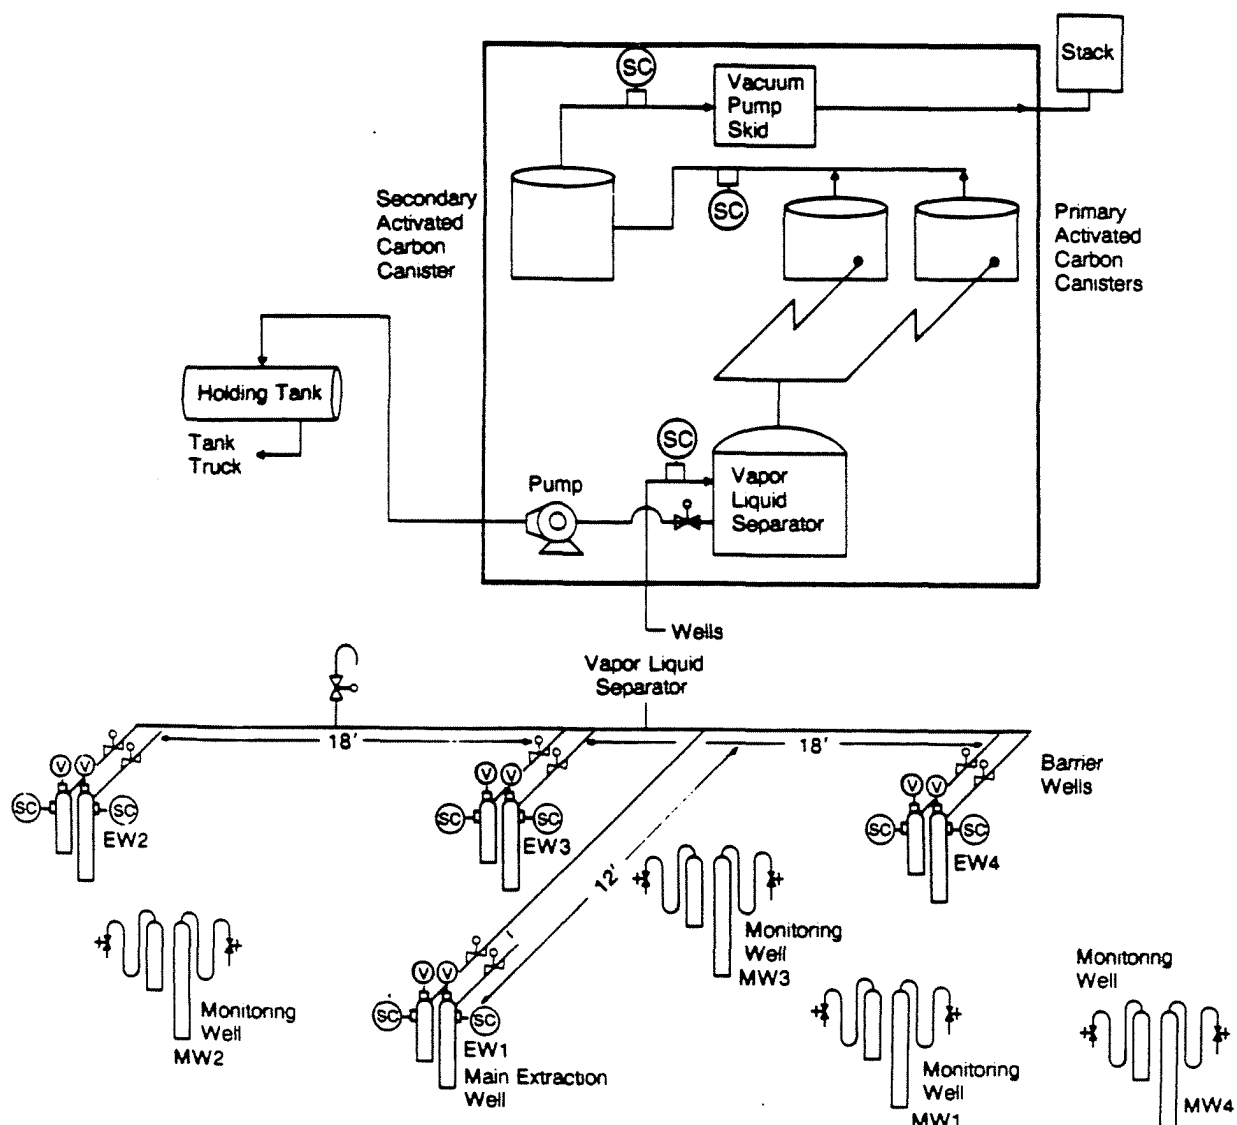 SC
Vacuum
Pump
Skid
Stack
Secondary
Activated
Carbon
Canister
SC
Primary
Activated
Carbon
Canisters
Holding Tank
Tank
Truck
SC
Pump
Vapor
Liquid
Separator
Wells
Vapor Liquid
Separator
18'
18'
Barrier
Wells
V
V
SC
SC
EW2
V
V
SC
SC
EW3
V
V
SC
SC
EW4
12'
Monitoring
Well
MW3
Monitoring
Well
MW2
V
V
SC
SC
EW1
Main Extraction
Well
Monitoring
Well
MW1
Monitoring
Well
MW4